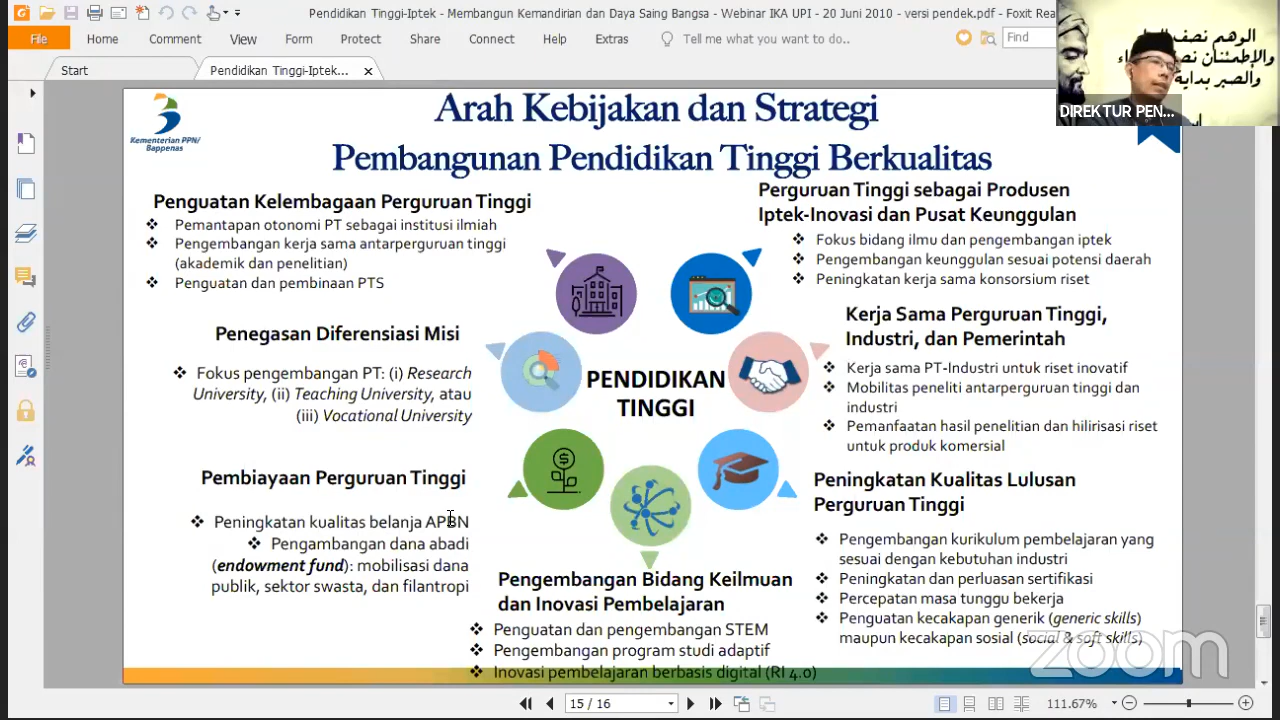 Pendidikan Tinggi-Iptek - Membangun Kemandirian dan Daya Saing Bangsa - Webinar IKA UPI - 20 Juni 2010 - versi pendek.pdf - Foxit Rea
File Home Comment View Form Protect Share Connect Help Extras Tell me what you want to do.. Find
Start Pendidikan Tinggi-Iptek...
الوهم نصف
والإطمئنان نصف
والصبر بداية
DIREKTUR PEN...
Kementerian PPN/
Bappenas
Arah Kebijakan dan Strategi
Pembangunan Pendidikan Tinggi Berkualitas
Penguatan Kelembagaan Perguruan Tinggi
❖ Pemantapan otonomi PT sebagai institusi ilmiah
❖ Pengembangan kerja sama antarperguruan tinggi
(akademik dan penelitian)
❖ Penguatan dan pembinaan PTS
Penegasan Diferensiasi Misi
❖ Fokus pengembangan PT: (i) Research
University, (ii) Teaching University, atau
(iii) Vocational University
Pembiayaan Perguruan Tinggi
❖ Peningkatan kualitas belanja APBN
❖ Pengambangan dana abadi
(endowment fund): mobilisasi dana
publik, sektor swasta, dan filantropi
PENDIDIKAN
TINGGI
Perguruan Tinggi sebagai Produsen
Iptek-Inovasi dan Pusat Keunggulan
❖ Fokus bidang ilmu dan pengembangan iptek
❖ Pengembangan keunggulan sesuai potensi daerah
❖ Peningkatan kerja sama konsorsium riset
Kerja Sama Perguruan Tinggi,
Industri, dan Pemerintah
❖ Kerja sama PT-Industri untuk riset inovatif
❖ Mobilitas peneliti antarperguruan tinggi dan
industri
❖ Pemanfaatan hasil penelitian dan hilirisasi riset
untuk produk komersial
Peningkatan Kualitas Lulusan
Perguruan Tinggi
❖ Pengembangan kurikulum pembelajaran yang
sesuai dengan kebutuhan industri
❖ Peningkatan dan perluasan sertifikasi
❖ Percepatan masa tunggu bekerja
❖ Penguatan kecakapan generik (generic skills)
maupun kecakapan sosial (social & soft skills)
Pengembangan Bidang Keilmuan
dan Inovasi Pembelajaran
❖ Penguatan dan pengembangan STEM
❖ Pengembangan program studi adaptif
❖ Inovasi pembelajaran berbasis digital (RI 4.0)
zoom
15 / 16 111.67%